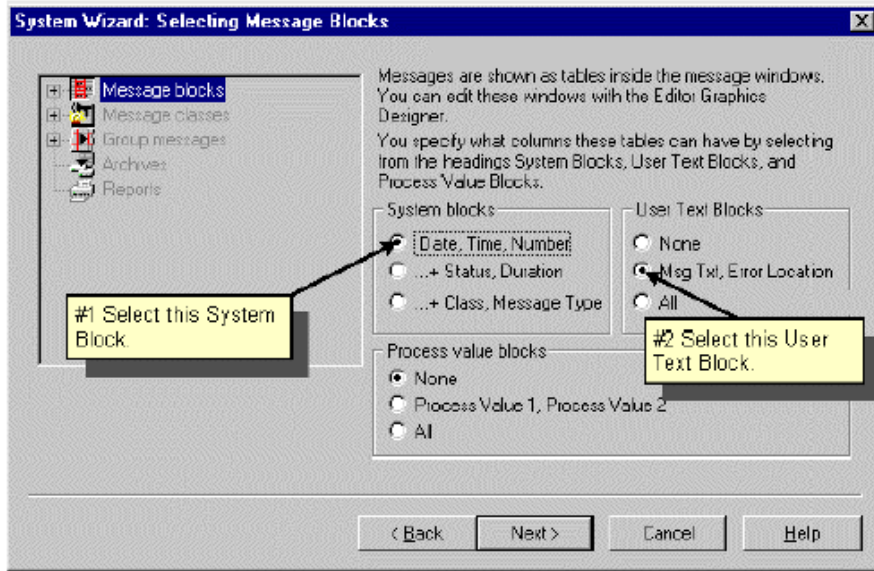 System Wizard: Selecting Message Blocks
Message blocks
Message classes
Group messages
Archives
Reports
Messages are shown as tables inside the message windows.
You can edit these windows with the Editor Graphics
Designer.
You specify what columns these tables can have by selecting
from the headings System Blocks, User Text Blocks, and
Process Value Blocks.
System blocks
Date, Time, Number
...+ Status, Duration
...+ Class, Message Type
User Text Blocks
None
Msg Txt, Error Location
All
#1 Select this System
Block.
#2 Select this User
Text Block.
Process value blocks
None
Process Value 1, Process Value 2
All
< Back
Next >
Cancel
Help